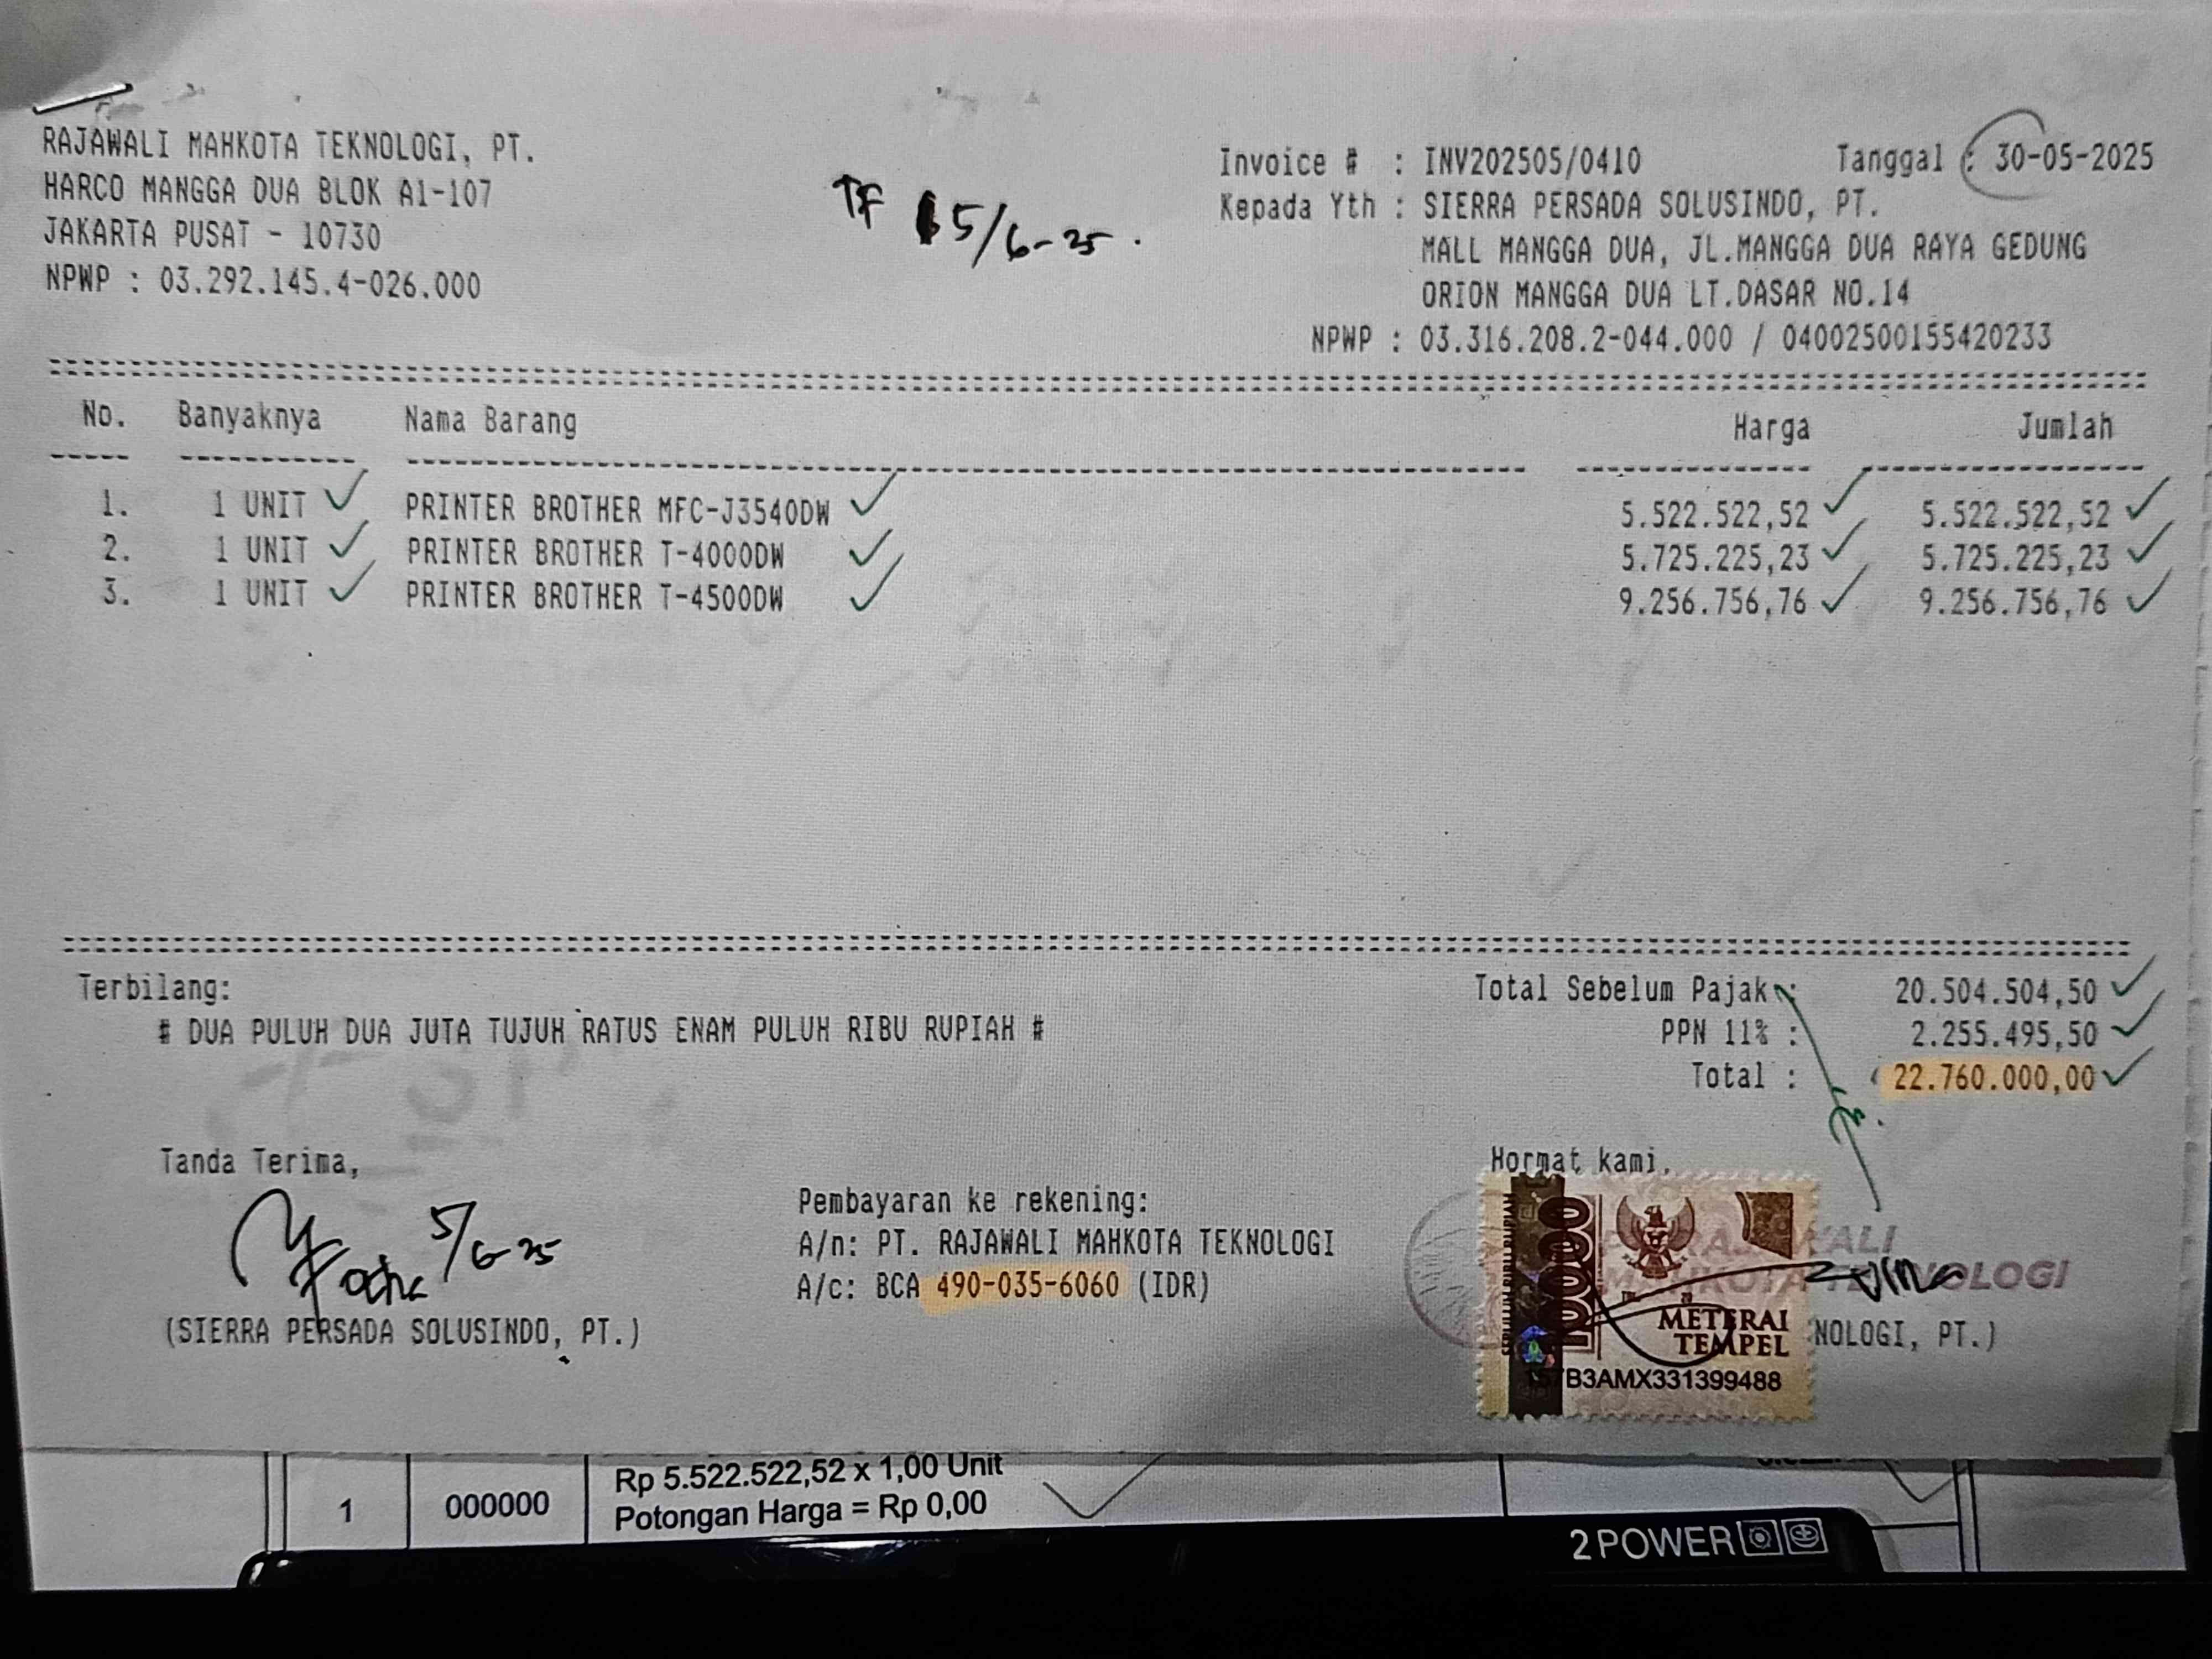 RAJAWALI MAHKOTA TEKNOLOGI, PT.
HARCO MANGGA DUA BLOK A1-107
JAKARTA PUSAT - 10730
NPWP : 03.292.145.4-026.000
TF 5/6-25.
Invoice # : INV202505/0410 Tanggal : 30-05-2025
Kepada Yth : SIERRA PERSADA SOLUSINDO, PT.
MALL MANGGA DUA, JL.MANGGA DUA RAYA GEDUNG
ORION MANGGA DUA LT.DASAR NO.14
NPWP : 03.316.208.2-044.000 / 04002500155420233
No. Banyaknya Nama Barang Harga Jumlah
1. 1 UNIT PRINTER BROTHER MFC-J3540DW 5.522.522,52 5.522.522,52
2. 1 UNIT PRINTER BROTHER T-4000DW 5.725.225,23 5.725.225,23
3. 1 UNIT PRINTER BROTHER T-4500DW 9.256.756,76 9.256.756,76
Terbilang:
# DUA PULUH DUA JUTA TUJUH RATUS ENAM PULUH RIBU RUPIAH #
Total Sebelum Pajak : 20.504.504,50
PPN 11% : 2.255.495,50
Total : 22.760.000,00
Tanda Terima,
5/6-25
(SIERRA PERSADA SOLUSINDO, PT.)
Pembayaran ke rekening:
A/n: PT. RAJAWALI MAHKOTA TEKNOLOGI
A/c: BCA 490-035-6060 (IDR)
Hormat kami,
10000
METERAI
TEMPEL
B3AMX331399488
NOLOGI, PT.)
1 000000 Rp 5.522.522,52 x 1,00 Unit
Potongan Harga = Rp 0,00
2 POWER